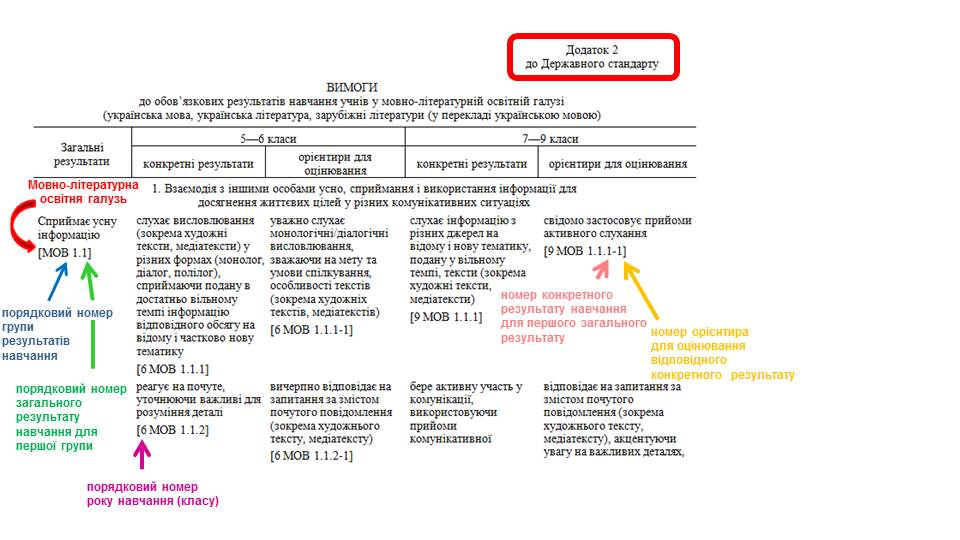 Додаток 2
до Державного стандарту
ВИМОГИ
до обов’язкових результатів навчання учнів у мовно-літературній освітній галузі
(українська мова, українська література, зарубіжні літератури (у перекладі українською мовою)
Загальні
результати
5—6 класи
7—9 класи
конкретні результати
орієнтири для
оцінювання
конкретні результати
орієнтири для оцінювання
Мовно-літературна
освітня галузь
1. Взаємодія з іншими особами усно, сприймання і використання інформації для
досягнення життєвих цілей у різних комунікативних ситуаціях
Сприймає усну
інформацію
[МОВ 1.1]
слухає висловлювання
(зокрема художні
тексти, медіатексти) у
різних формах (монолог,
діалог, полілог),
сприймаючи подану в
достатньо вільному
темпі інформацію
відповідного обсягу на
відому і частково нову
тематику
[6 МОВ 1.1.1]
уважно слухає
монологічні/діалогічні
висловлювання,
зважаючи на мету та
умови спілкування,
особливості текстів
(зокрема художніх
текстів, медіатекстів)
[6 МОВ 1.1.1-1]
слухає інформацію з
різних джерел на
відому і нову тематику,
подану у вільному
темпі, тексти (зокрема
художні тексти,
медіатексти)
[9 МОВ 1.1.1]
свідомо застосовує прийоми
активного слухання
[9 МОВ 1.1.1-1]
порядковий номер
групи
результатів
навчання
номер конкретного
результату навчання
для першого загального
результату
номер орієнтира
для оцінювання
відповідного
конкретного результату
порядковий номер
загального
результату
навчання для
першої групи
реагує на почуте,
уточнюючи важливі для
розуміння деталі
[6 МОВ 1.1.2]
вичерпно відповідає на
запитання за змістом
почутого повідомлення
(зокрема художнього
тексту, медіатексту)
[6 МОВ 1.1.2-1]
бере активну участь у
комунікації,
використовуючи
прийоми
комунікативної
відповідає на запитання за
змістом почутого
повідомлення (зокрема
художнього тексту,
медіатексту), акцентуючи
увагу на важливих деталях,
порядковий номер
року навчання (класу)